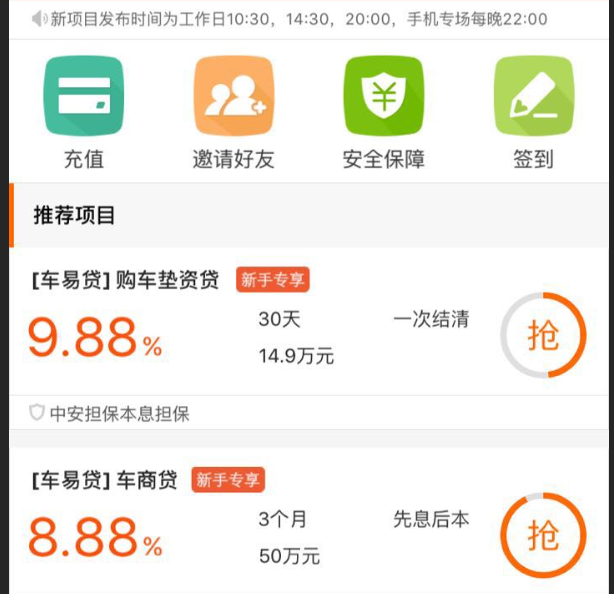 新项目发布时间为工作日10:30，14:30，20:00，手机专场每晚22:00
充值 邀请好友 安全保障 签到
推荐项目
[车易贷] 购车垫资贷 新手专享
9.88% 30天 一次结清 抢
14.9万元
中安担保本息担保
[车易贷] 车商贷 新手专享
8.88% 3个月 先息后本 抢
50万元